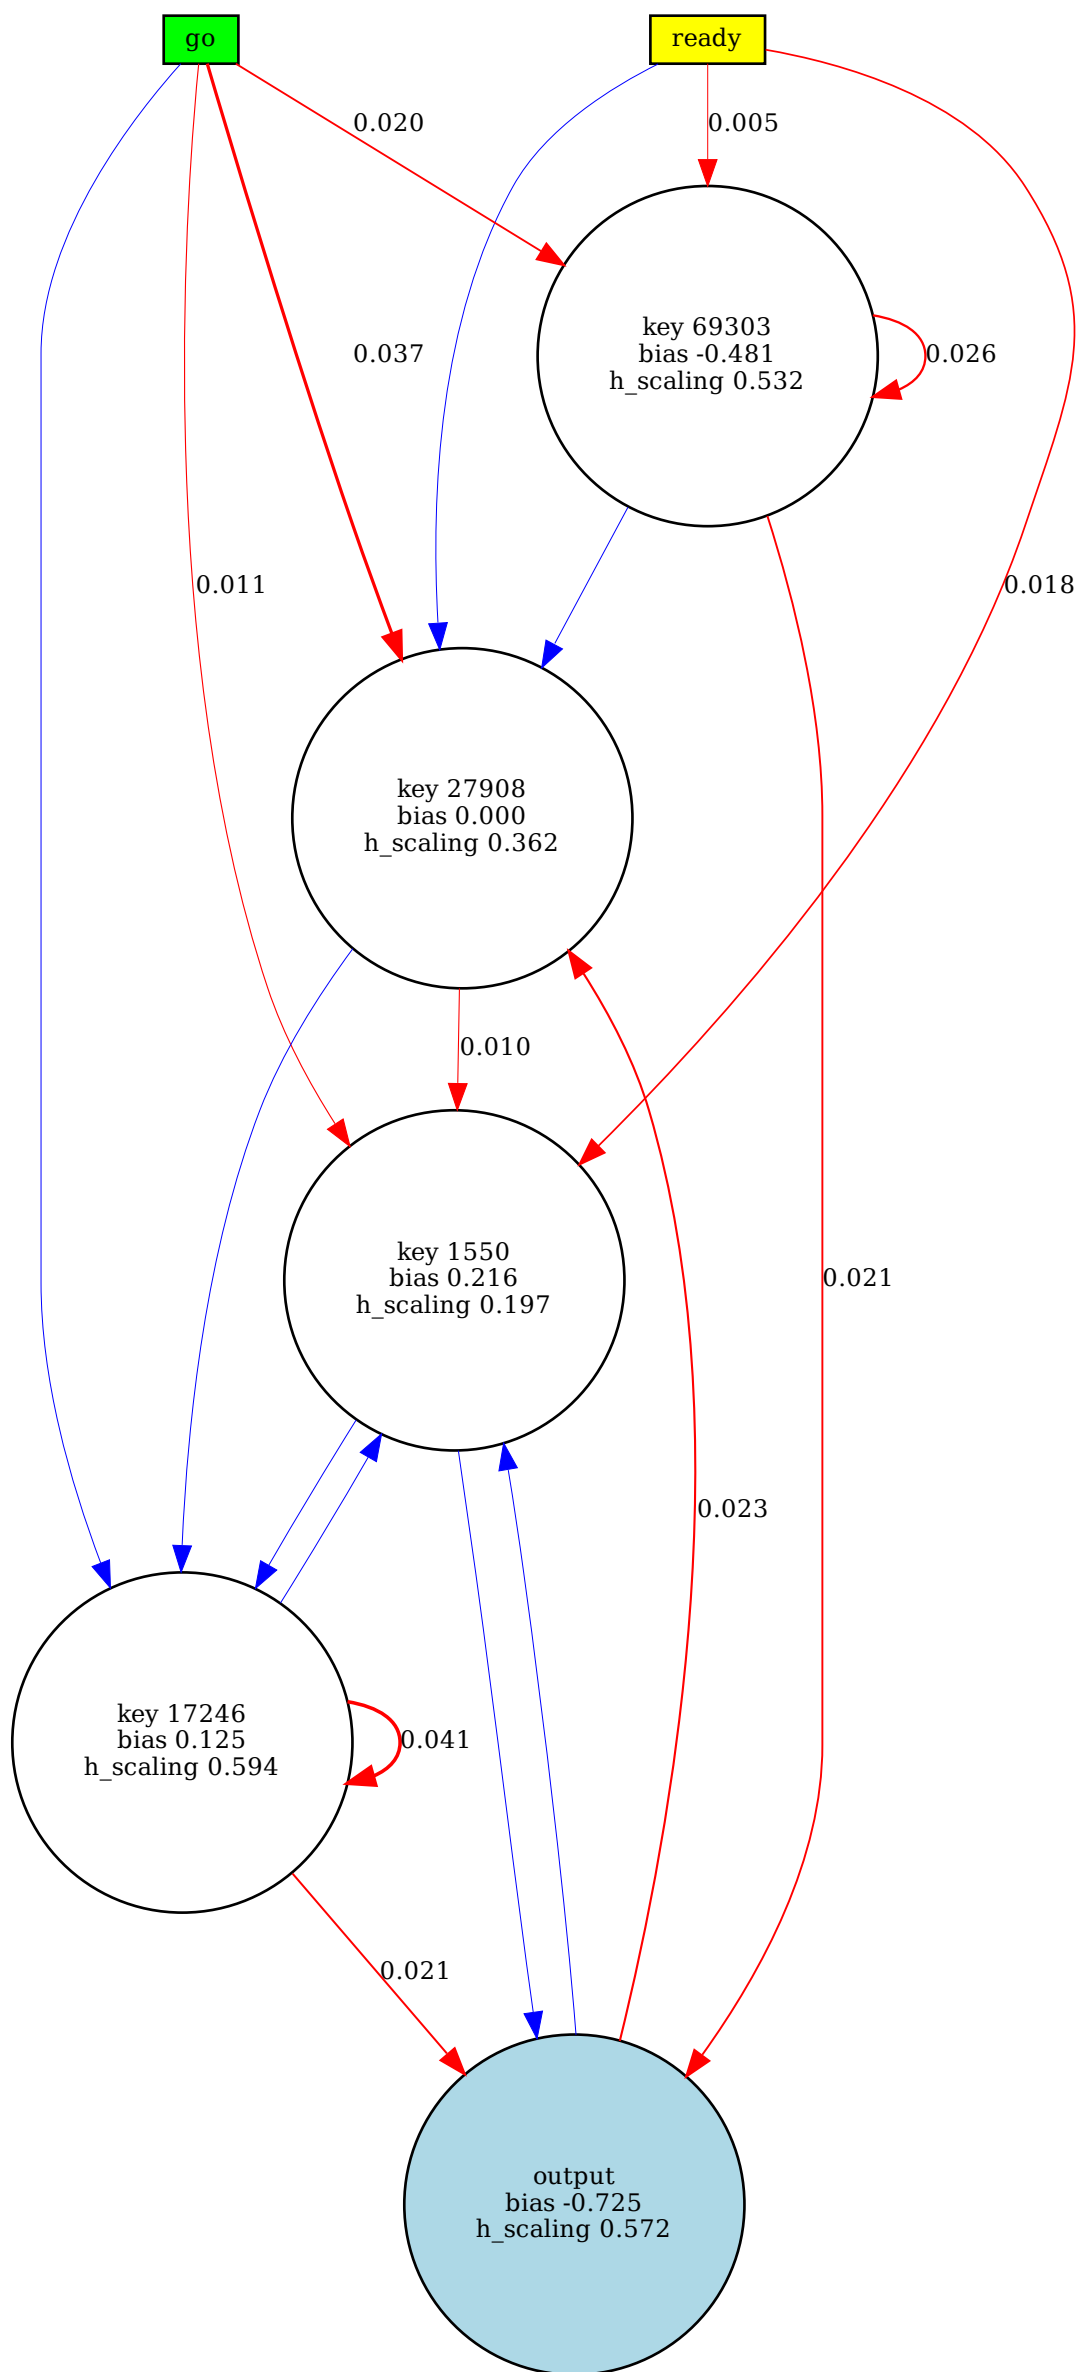 go
ready
0.020
0.005
key 69303
bias -0.481
h_scaling 0.532
0.037
0.026
0.011
0.018
key 27908
bias 0.000
h_scaling 0.362
0.010
key 1550
bias 0.216
h_scaling 0.197
0.021
0.023
key 17246
bias 0.125
h_scaling 0.594
0.041
0.021
output
bias -0.725
h_scaling 0.572